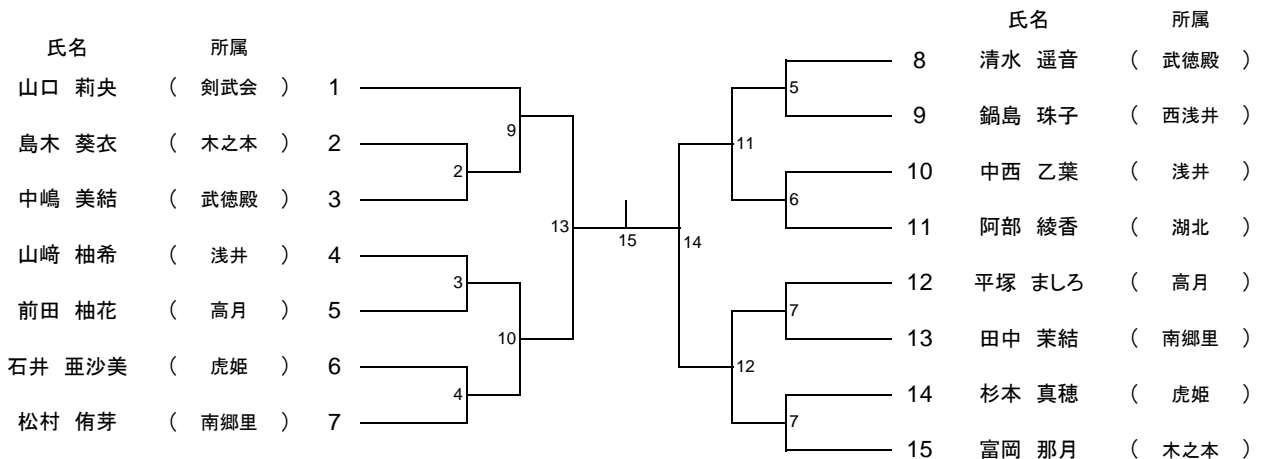 氏名 所属
山口 莉央 ( 剣武会 ) 1
島木 葵衣 ( 木之本 ) 2
中嶋 美結 ( 武徳殿 ) 3
山﨑 柚希 ( 浅井 ) 4
前田 柚花 ( 高月 ) 5
石井 亜沙美 ( 虎姫 ) 6
松村 侑芽 ( 南郷里 ) 7
9
2
3
10
4
13
15
14
5
11
6
7
12
7
氏名 所属
8 清水 遥音 ( 武徳殿 )
9 鍋島 珠子 ( 西浅井 )
10 中西 乙葉 ( 浅井 )
11 阿部 綾香 ( 湖北 )
12 平塚 ましろ ( 高月 )
13 田中 茉結 ( 南郷里 )
14 杉本 真穂 ( 虎姫 )
15 富岡 那月 ( 木之本 )